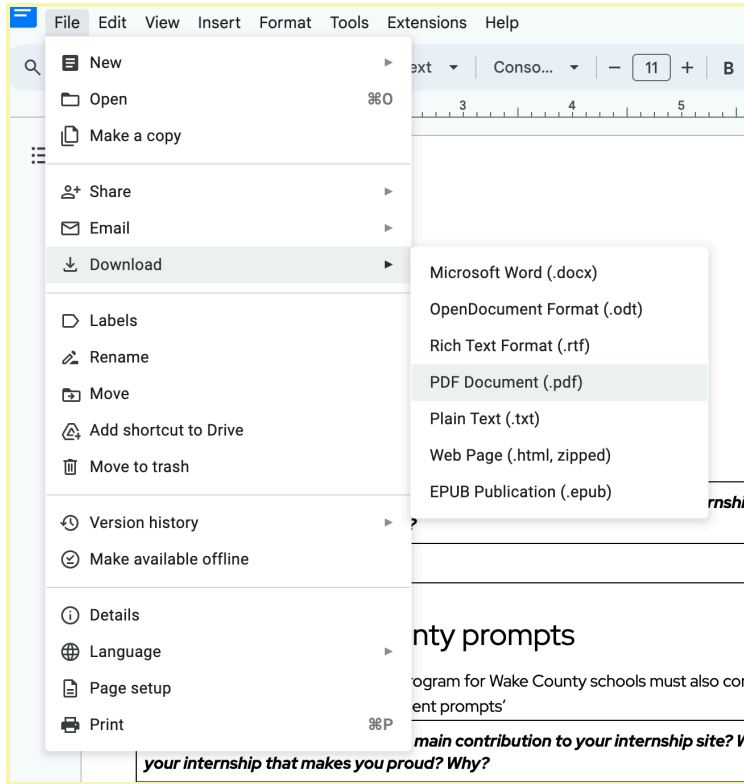 File Edit View Insert Format Tools Extensions Help
New
ext Conso... 11 B
Open ⌘O
3 4 5
Make a copy
Share
Email
Download
Microsoft Word (.docx)
OpenDocument Format (.odt)
Labels
Rich Text Format (.rtf)
Rename
PDF Document (.pdf)
Move
Plain Text (.txt)
Add shortcut to Drive
Web Page (.html, zipped)
Move to trash
EPUB Publication (.epub)
Version history
?
Make available offline
Details
Language
nty prompts
Page setup
ogram for Wake County schools must also
ent prompts’
Print ⌘P
main contribution to your internship site?
your internship that makes you proud? Why?